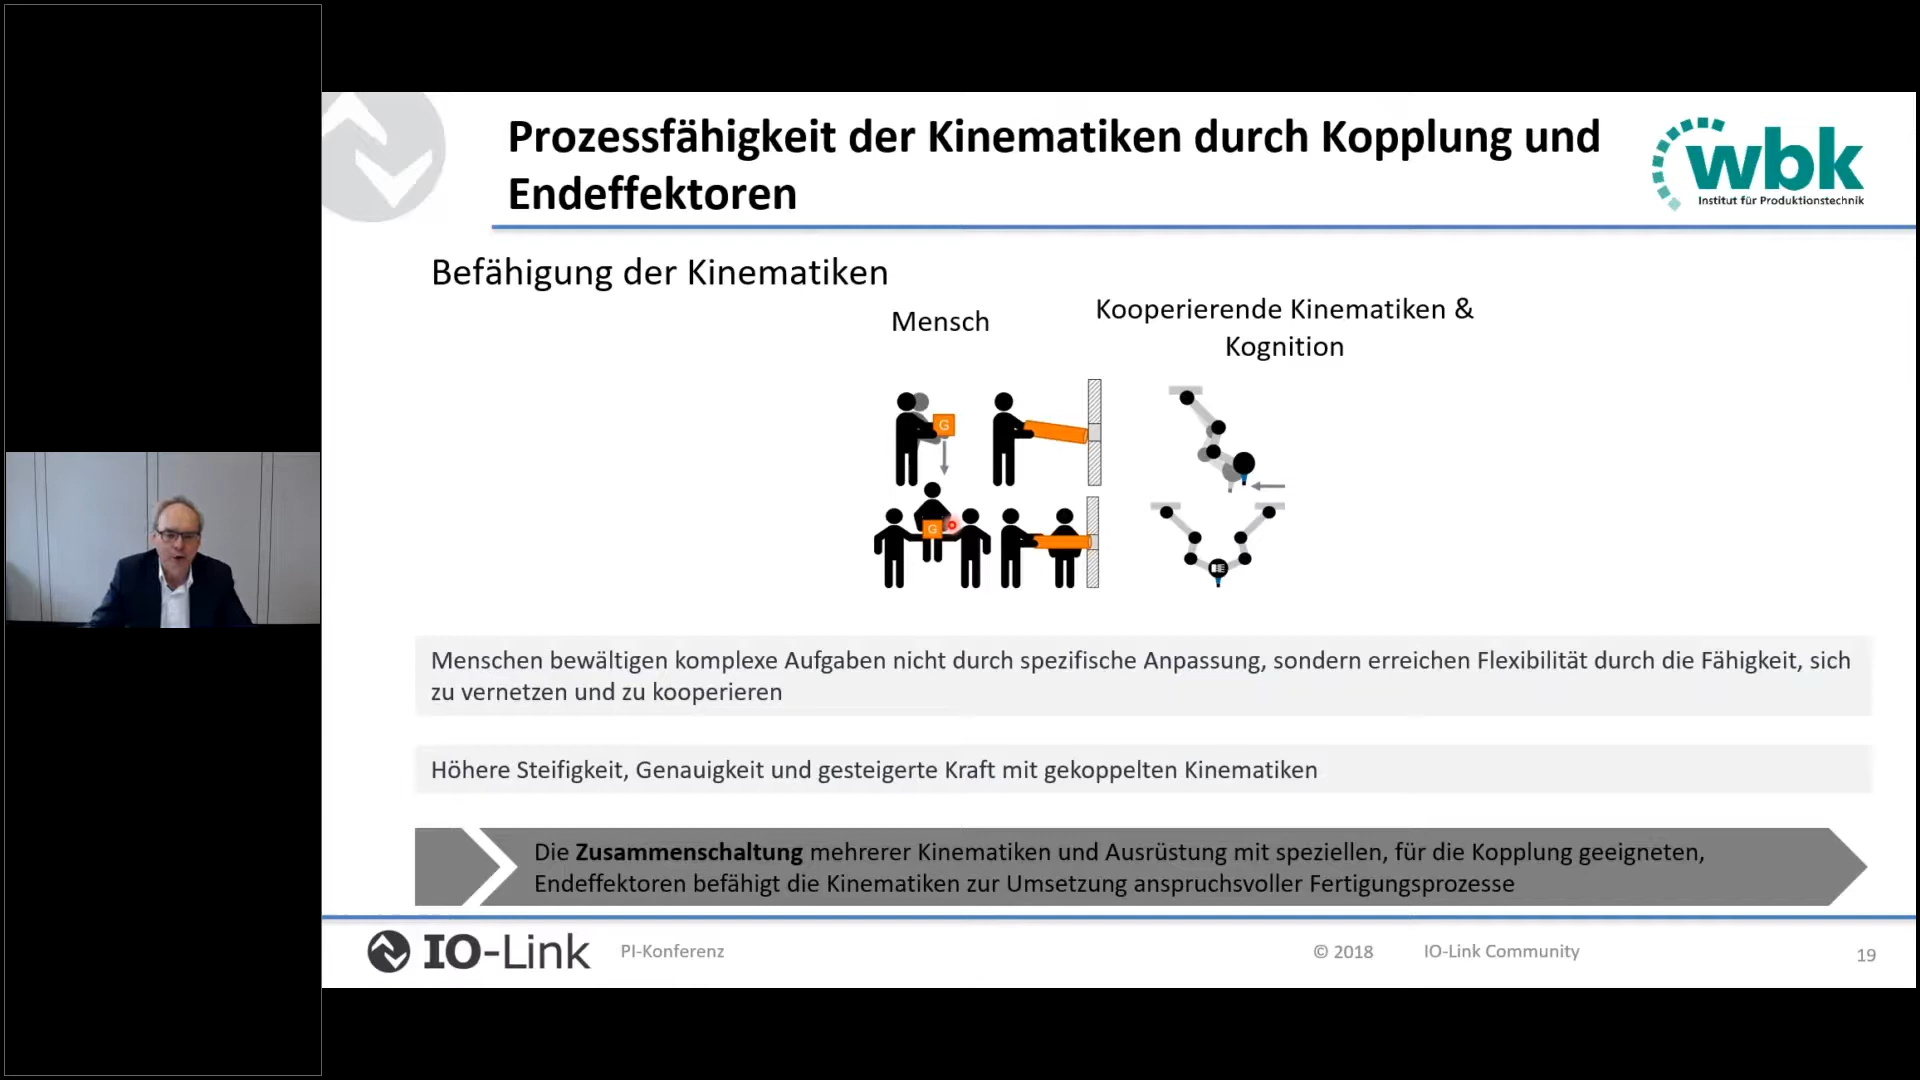 Prozessfähigkeit der Kinematiken durch Kopplung und
Endeffektoren
wbk
Institut für Produktionstechnik
Befähigung der Kinematiken
Mensch
Kooperierende Kinematiken &
Kognition
G
G
Menschen bewältigen komplexe Aufgaben nicht durch spezifische Anpassung, sondern erreichen Flexibilität durch die Fähigkeit, sich
zu vernetzen und zu kooperieren
Höhere Steifigkeit, Genauigkeit und gesteigerte Kraft mit gekoppelten Kinematiken
Die Zusammenschaltung mehrerer Kinematiken und Ausrüstung mit speziellen, für die Kopplung geeigneten,
Endeffektoren befähigt die Kinematiken zur Umsetzung anspruchsvoller Fertigungsprozesse
IO-Link PI-Konferenz © 2018 IO-Link Community 19